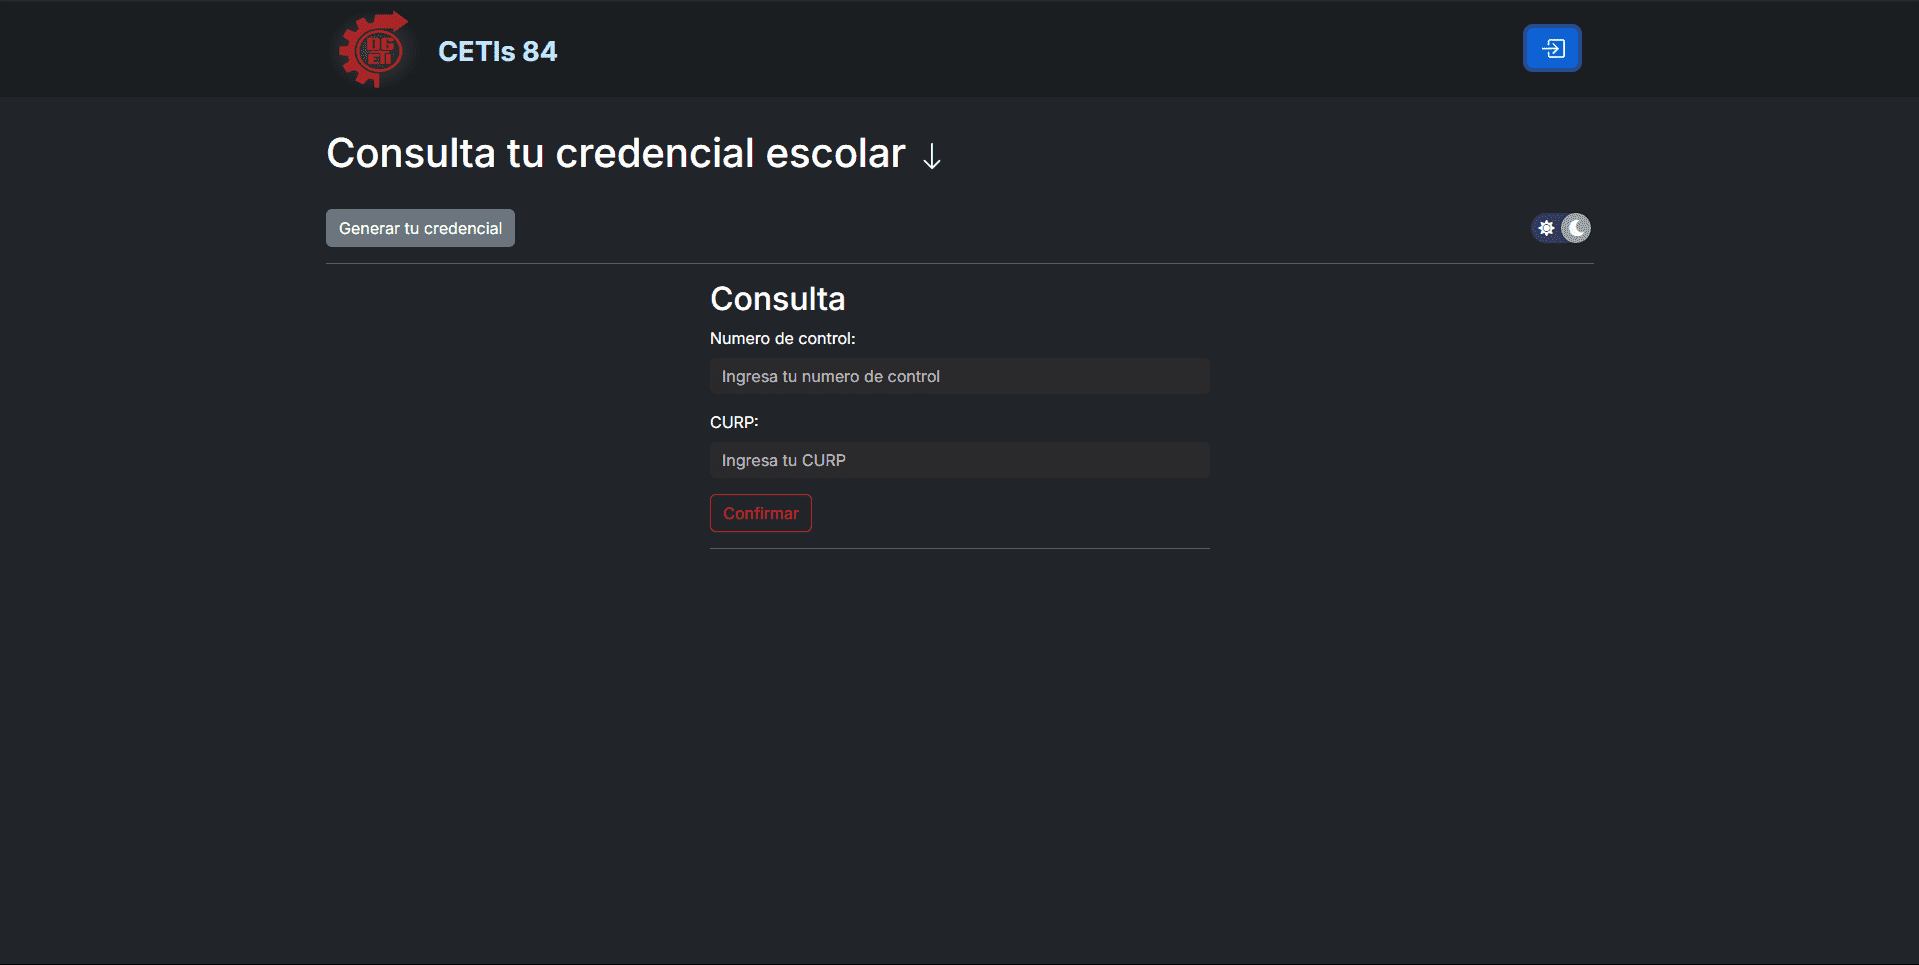 DG
ETI
CETIs 84
Consulta tu credencial escolar ↓
Generar tu credencial
Consulta
Numero de control:
Ingresa tu numero de control
CURP:
Ingresa tu CURP
Confirmar